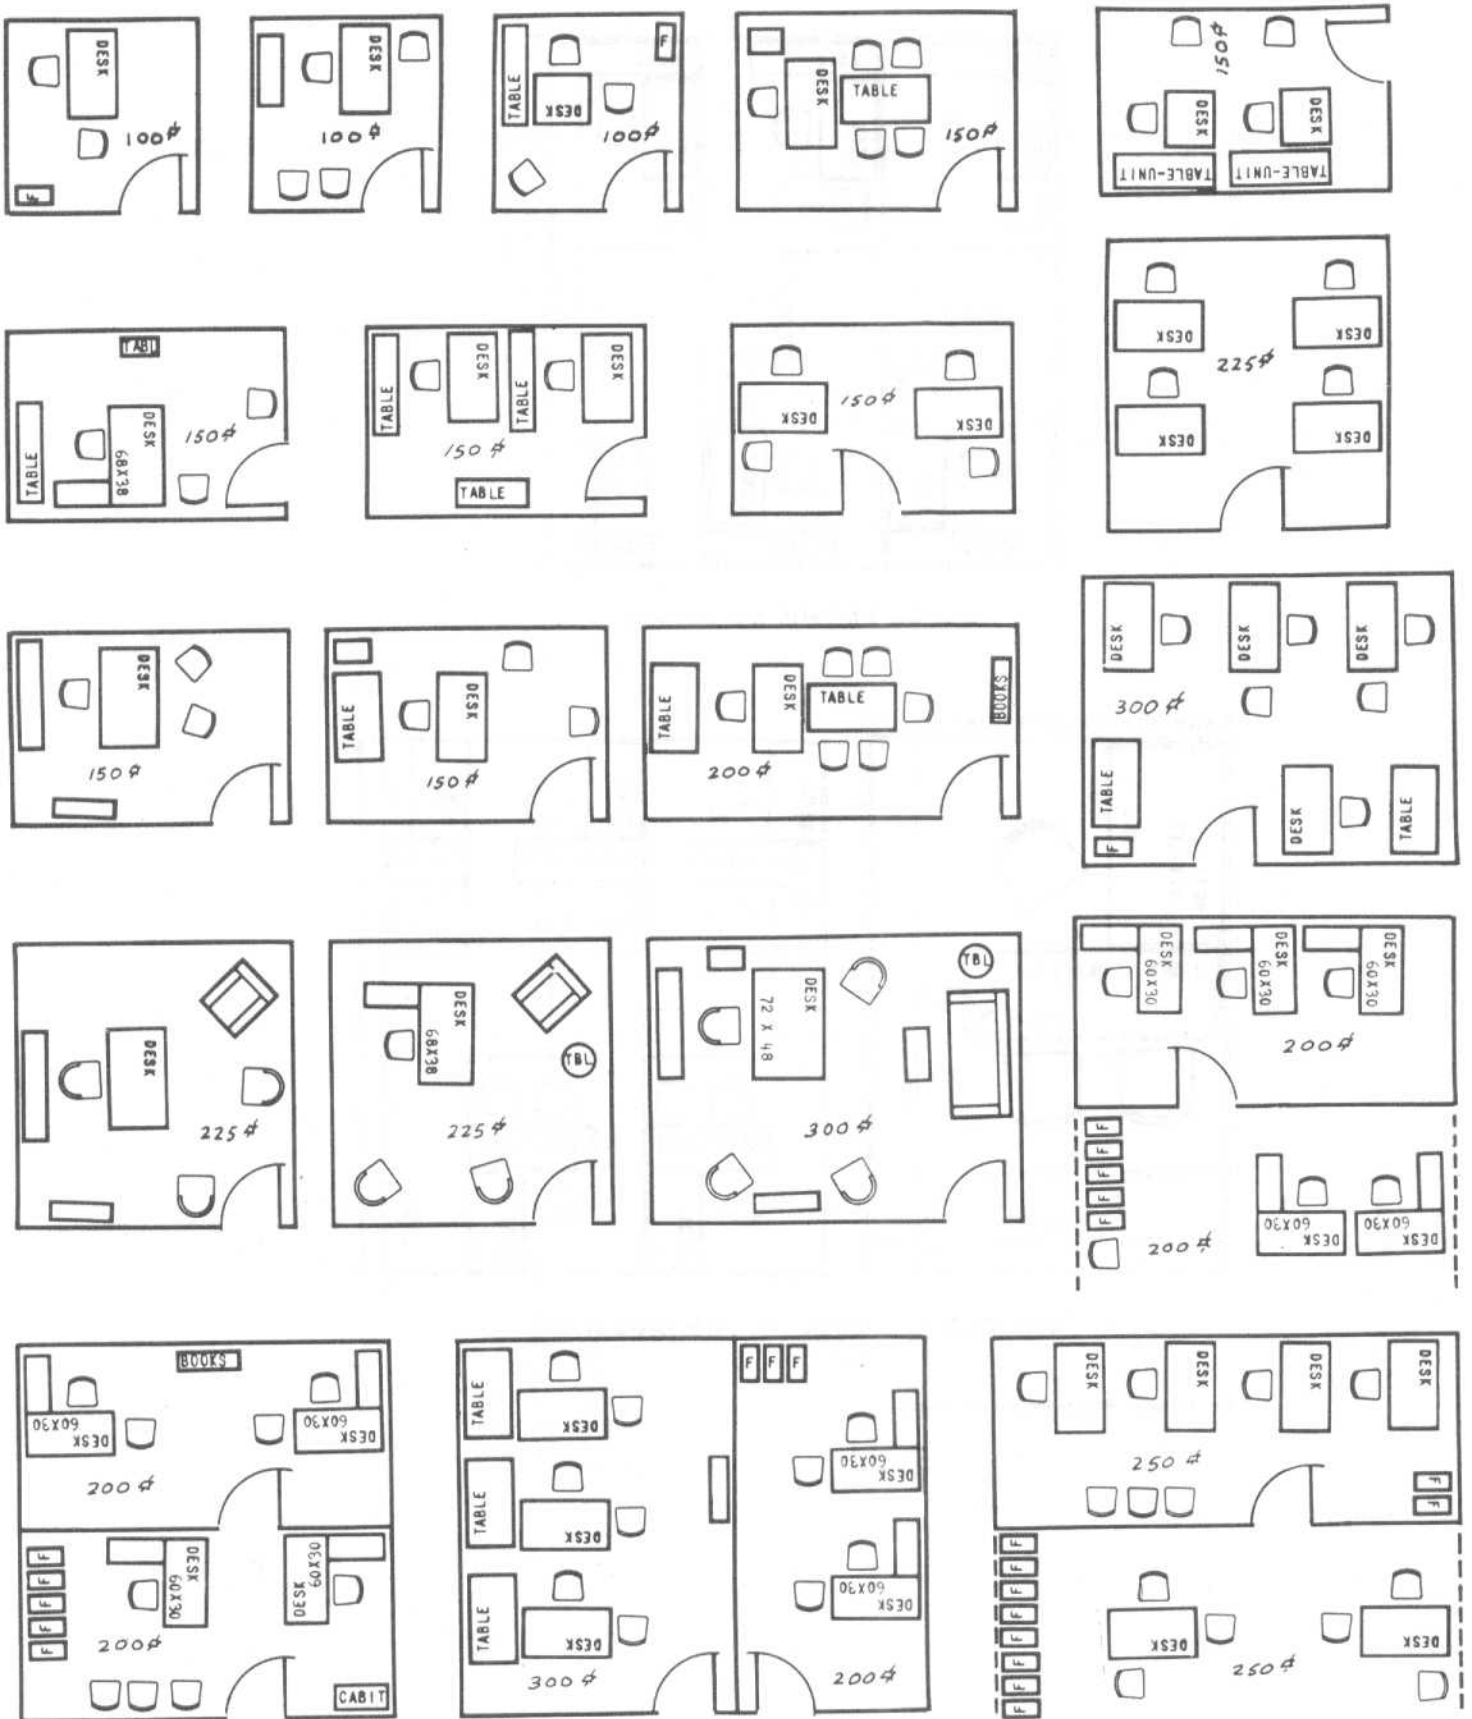 DESK
100⌀
F
DESK
100⌀
TABLE
DESK
F
100⌀
DESK
TABLE
150⌀
150⌀
DESK
DESK
TABLE-UNIT
TABLE-UNIT
TABL
TABLE
DESK
68X38
150⌀
TABLE
DESK
TABLE
DESK
150⌀
TABLE
DESK
150⌀
DESK
DESK
DESK
225⌀
DESK
DESK
DESK
150⌀
TABLE
DESK
150⌀
TABLE
DESK
TABLE
BOOKS
200⌀
DESK
DESK
DESK
300⌀
TABLE
F
DESK
TABLE
DESK
225⌀
DESK
68X38
TBL
225⌀
DESK
72 X 48
TBL
300⌀
DESK
60X30
DESK
60X30
DESK
60X30
200⌀
F
F
F
F
F
200⌀
DESK
60X30
DESK
60X30
BOOKS
DESK
60X30
DESK
60X30
200⌀
F
F
F
F
F
DESK
60X30
DESK
60X30
200⌀
CABIT
TABLE
DESK
TABLE
DESK
TABLE
DESK
300⌀
F
F
F
DESK
60X30
DESK
60X30
200⌀
DESK
DESK
DESK
DESK
250⌀
F
F
F
F
F
F
F
F
F
F
DESK
DESK
250⌀